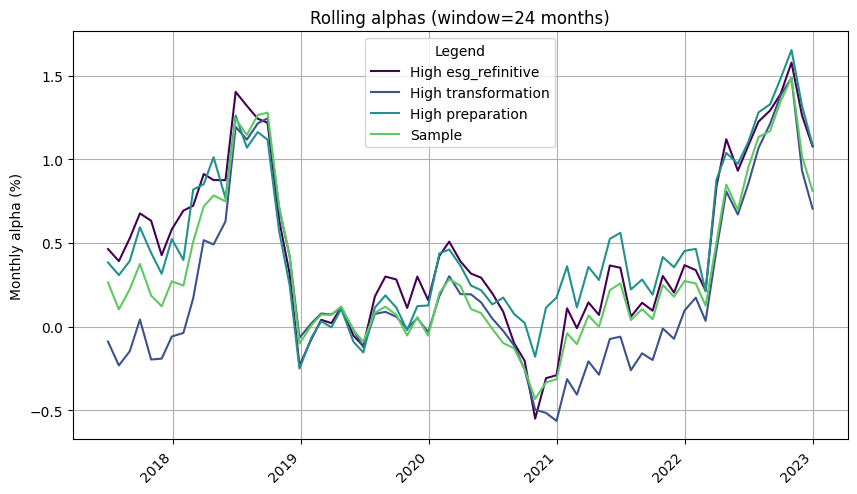 Rolling alphas (window=24 months)
Legend
High esg_refinitive
High transformation
High preparation
Sample
Monthly alpha (%)
1.5
1.0
0.5
0.0
−0.5
2018
2019
2020
2021
2022
2023